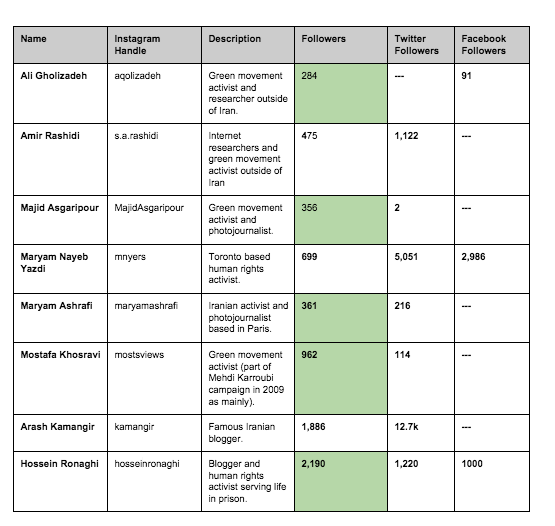 Name Instagram Handle Description Followers Twitter Followers Facebook Followers
Ali Gholizadeh aqolizadeh Green movement activist and researcher outside of Iran. 284 --- 91
Amir Rashidi s.a.rashidi Internet researchers and green movement activist outside of Iran 475 1,122 ---
Majid Asgaripour MajidAsgaripour Green movement activist and photojournalist. 356 2 ---
Maryam Nayeb Yazdi mnyers Toronto based human rights activist. 699 5,051 2,986
Maryam Ashrafi maryamashrafi Iranian activist and photojournalist based in Paris. 361 216 ---
Mostafa Khosravi mostsviews Green movement activist (part of Mehdi Karroubi campaign in 2009 as mainly). 962 114 ---
Arash Kamangir kamangir Famous Iranian blogger. 1,886 12.7k ---
Hossein Ronaghi hosseinronaghi Blogger and human rights activist serving life in prison. 2,190 1,220 1000